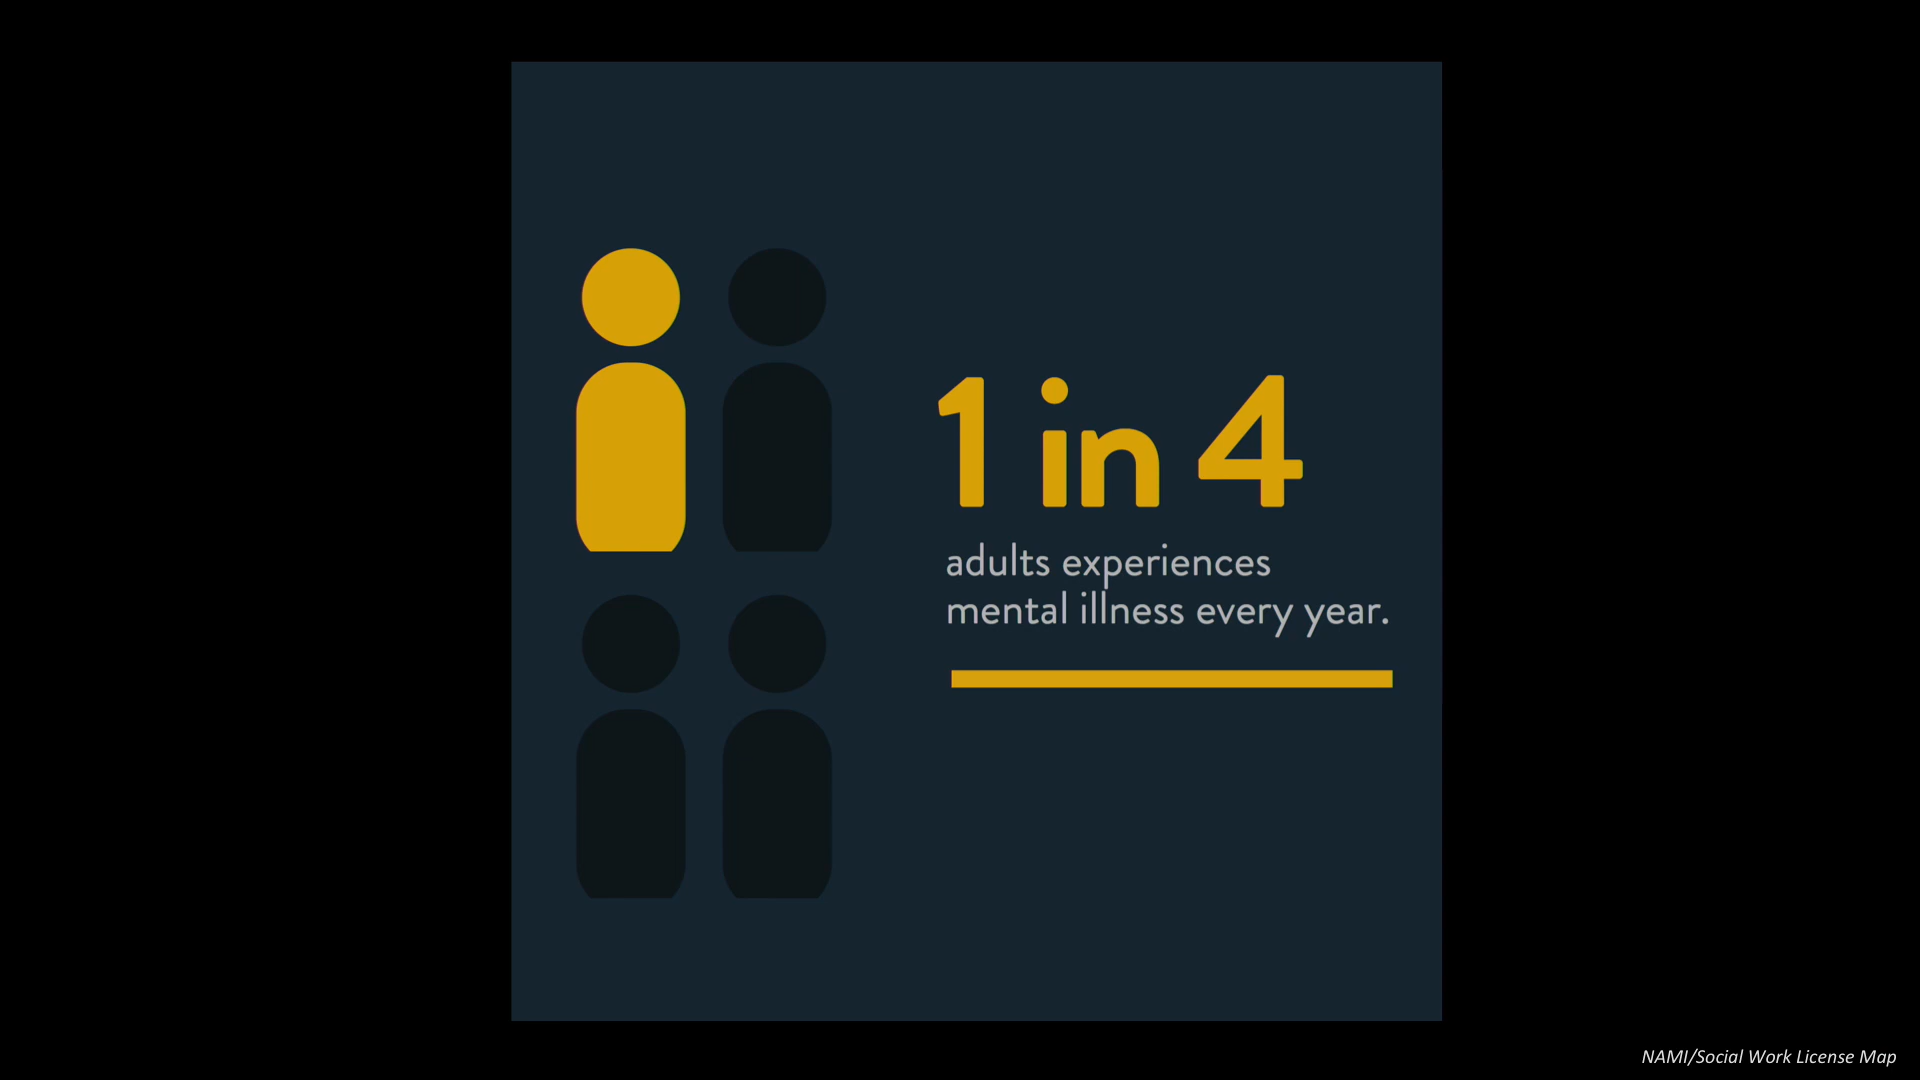 1 in 4
adults experiences
mental illness every year.
NAMI/Social Work License Map